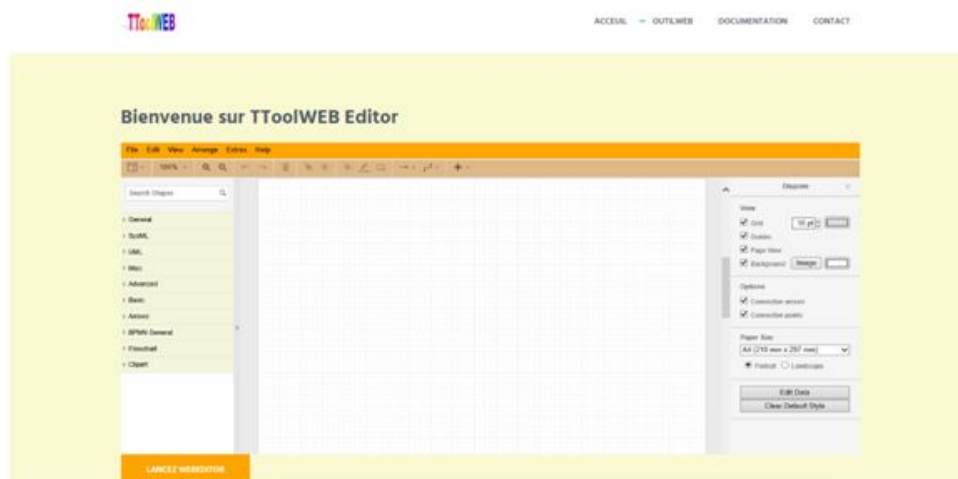 TToolWEB
ACCEUIL OUTILWEB DOCUMENTATION CONTACT
Bienvenue sur TToolWEB Editor
File Edit View Arrange Extras Help
100%
Search Shapes
General
SysML
UML
Misc
Advanced
Basic
Arrows
BPMN General
Flowchart
Clipart
Diagram
View
Grid 10 pt
Guides
Page View
Background Image
Options
Connection arrows
Connection points
Paper Size
A4 (210 mm x 297 mm)
Portrait Landscape
Edit Data
Clear Default Style
LANCEZ WEBEDITOR